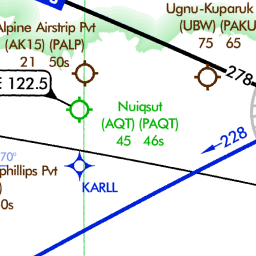 Alpine Airstrip Pvt
(AK15) (PALP)
21 50s
Ugnu-Kuparuk
(UBW) (PAKU
75 65
278
E 122.5
Nuiqsut
(AQT) (PAQT)
45 46s
228
70°
phillips Pvt
KARLL
0s